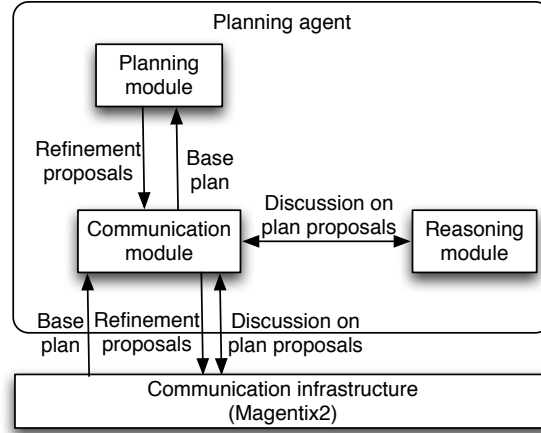 Planning agent
Planning
module
Refinement
proposals
Base
plan
Discussion on
plan proposals
Communication
module
Reasoning
module
Base
plan
Refinement
proposals
Discussion on
plan proposals
Communication infrastructure
(Magentix2)